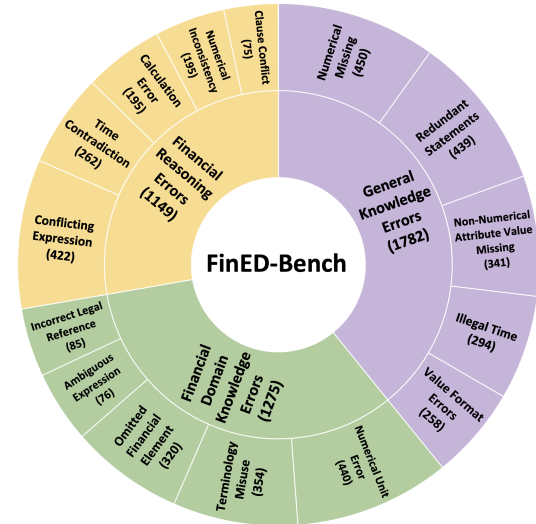 FinED-Bench
General
Knowledge
Errors
(1782)
Numerical
Missing
(450)
Redundant
Statements
(439)
Non-Numerical
Attribute Value
Missing
(341)
Illegal Time
(294)
Value Format
Errors
(258)
Financial
Domain
Knowledge
Errors
(1275)
Numerical Unit
Error
(440)
Terminology
Misuse
(354)
Omitted
Financial
Element
(320)
Ambiguous
Expression
(76)
Incorrect Legal
Reference
(85)
Financial
Reasoning
Errors
(1149)
Conflicting
Expression
(422)
Time
Contradiction
(262)
Calculation
Error
(195)
Numerical
Inconsistency
(195)
Clause Conflict
(75)